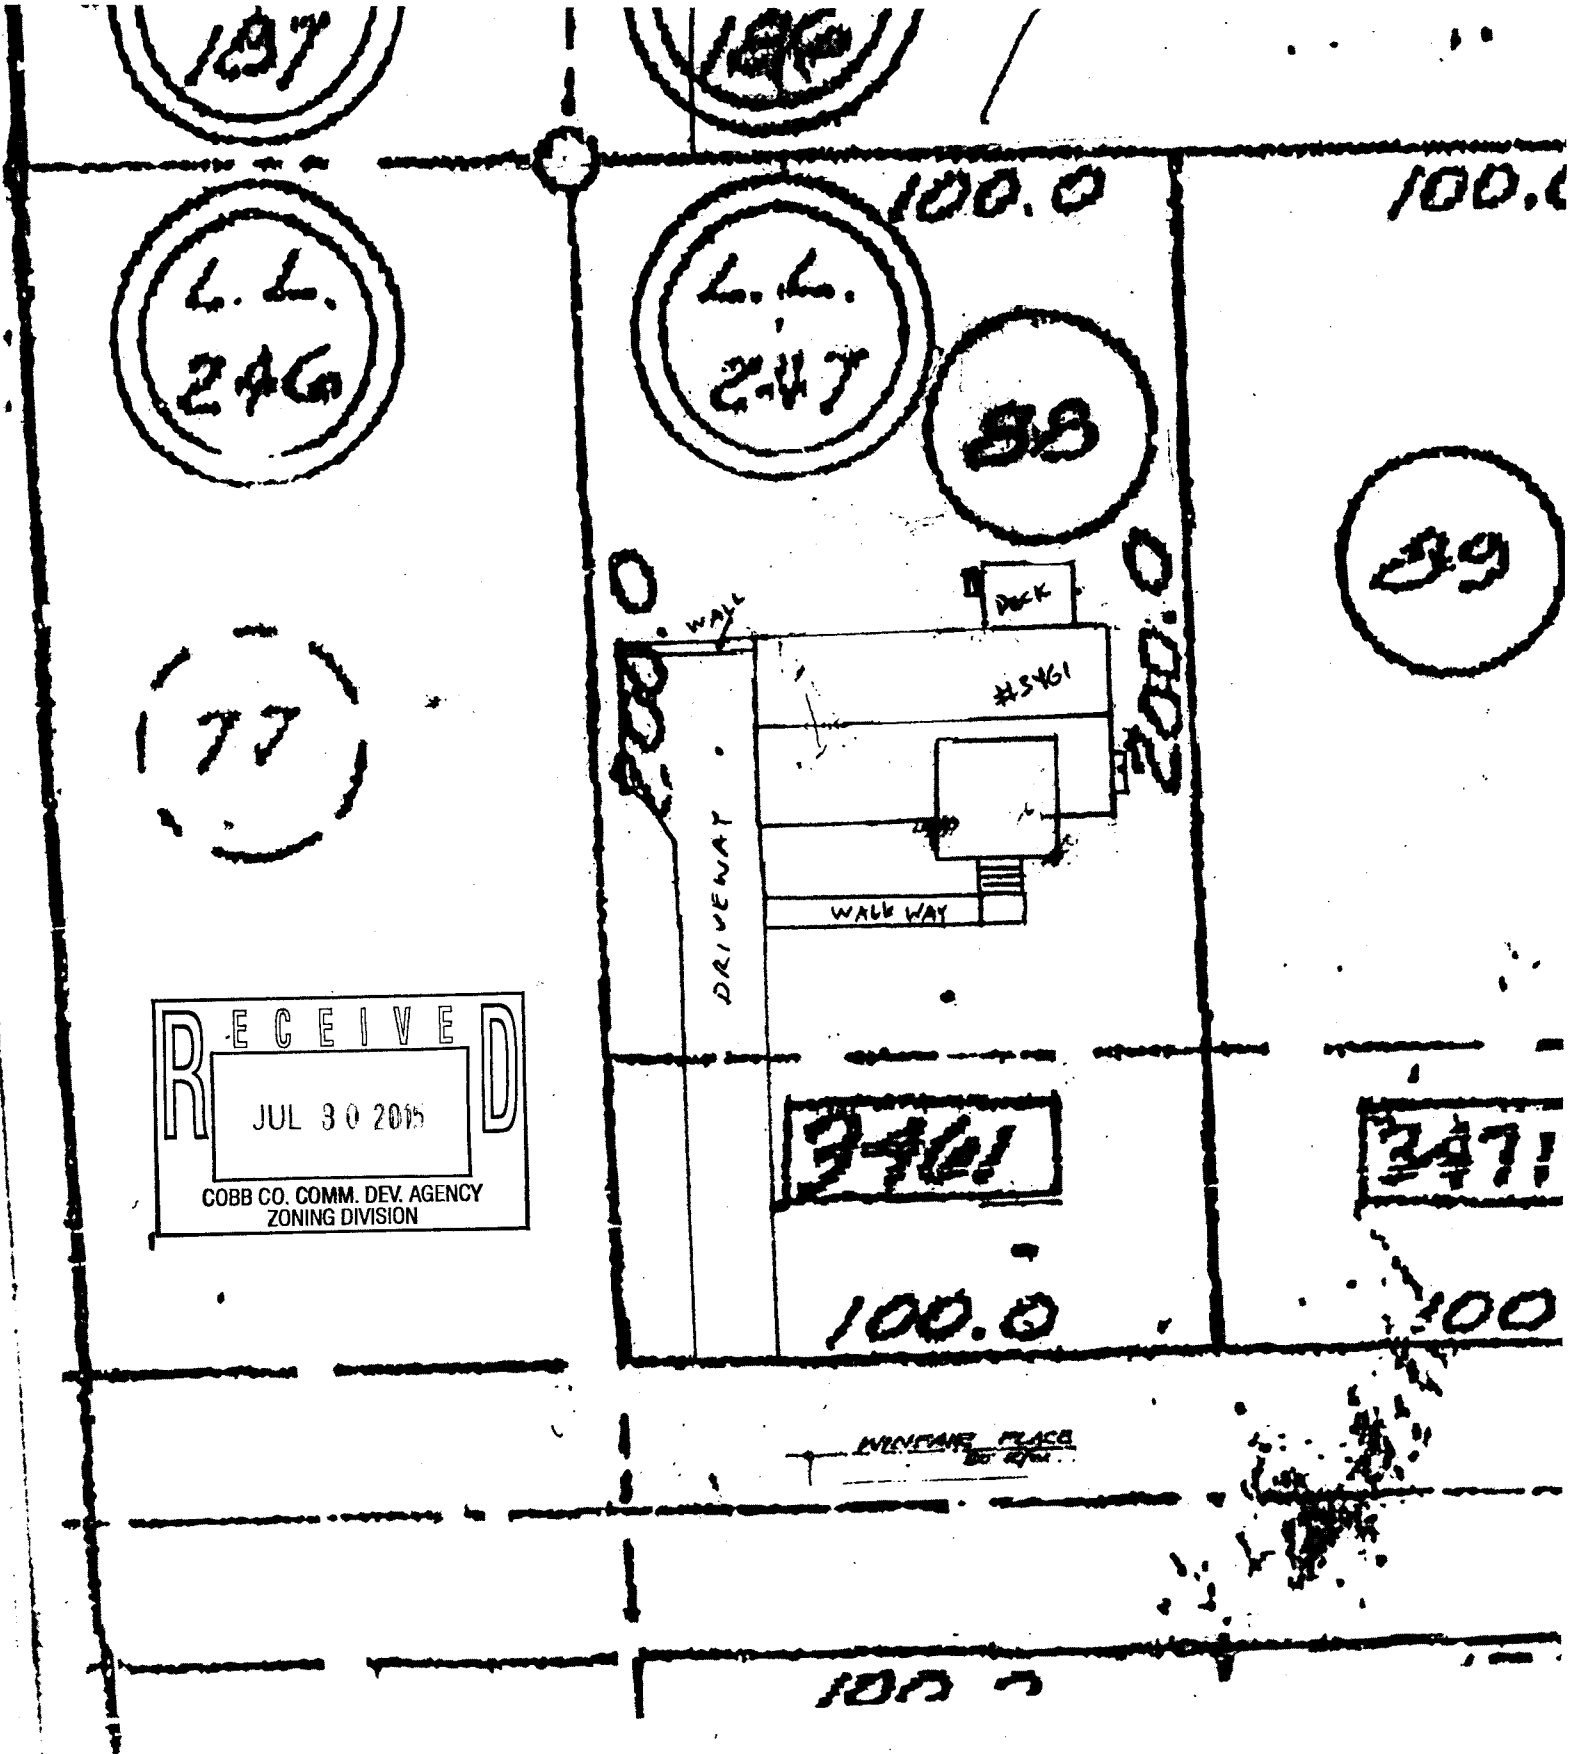 187
186
100.0
100.0
L. L.
246
L. L.
247
88
89
200.0
200.0
WALL
DECK
#3461
77
DRIVEWAY
WALK WAY
RECEIVED
JUL 30 2015
COBB CO. COMM. DEV. AGENCY
ZONING DIVISION
3461
3471
100.0
100
WINFAIR PLACE